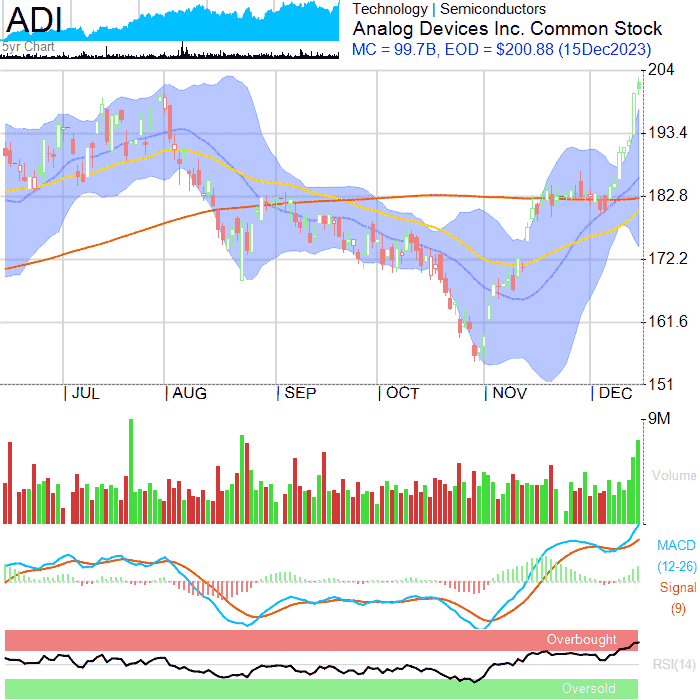 ADI
5yr Chart
Technology | Semiconductors
Analog Devices Inc. Common Stock
MC = 99.7B, EOD = $200.88 (15Dec2023)
204
193.4
182.8
172.2
161.6
151
| JUL | AUG | SEP | OCT | NOV | DEC
9M
Volume
MACD
(12-26)
Signal
(9)
Overbought
RSI(14)
Oversold